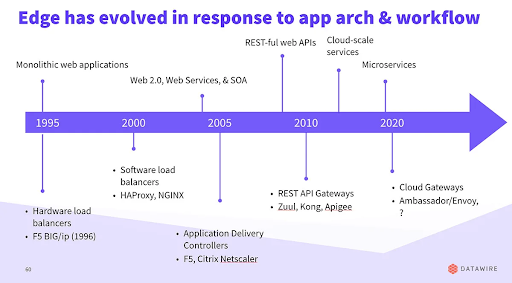 Edge has evolved in response to app arch & workflow
Monolithic web applications
Web 2.0, Web Services, & SOA
REST-ful web APIs
Cloud-scale
services
Microservices
1995
2000
2005
2010
2020
• Hardware load
balancers
• F5 BIG/ip (1996)
• Software load
balancers
• HAProxy, NGINX
• Application Delivery
Controllers
• F5, Citrix Netscaler
• REST API Gateways
• Zuul, Kong, Apigee
• Cloud Gateways
• Ambassador/Envoy,
?
60
DATAWIRE